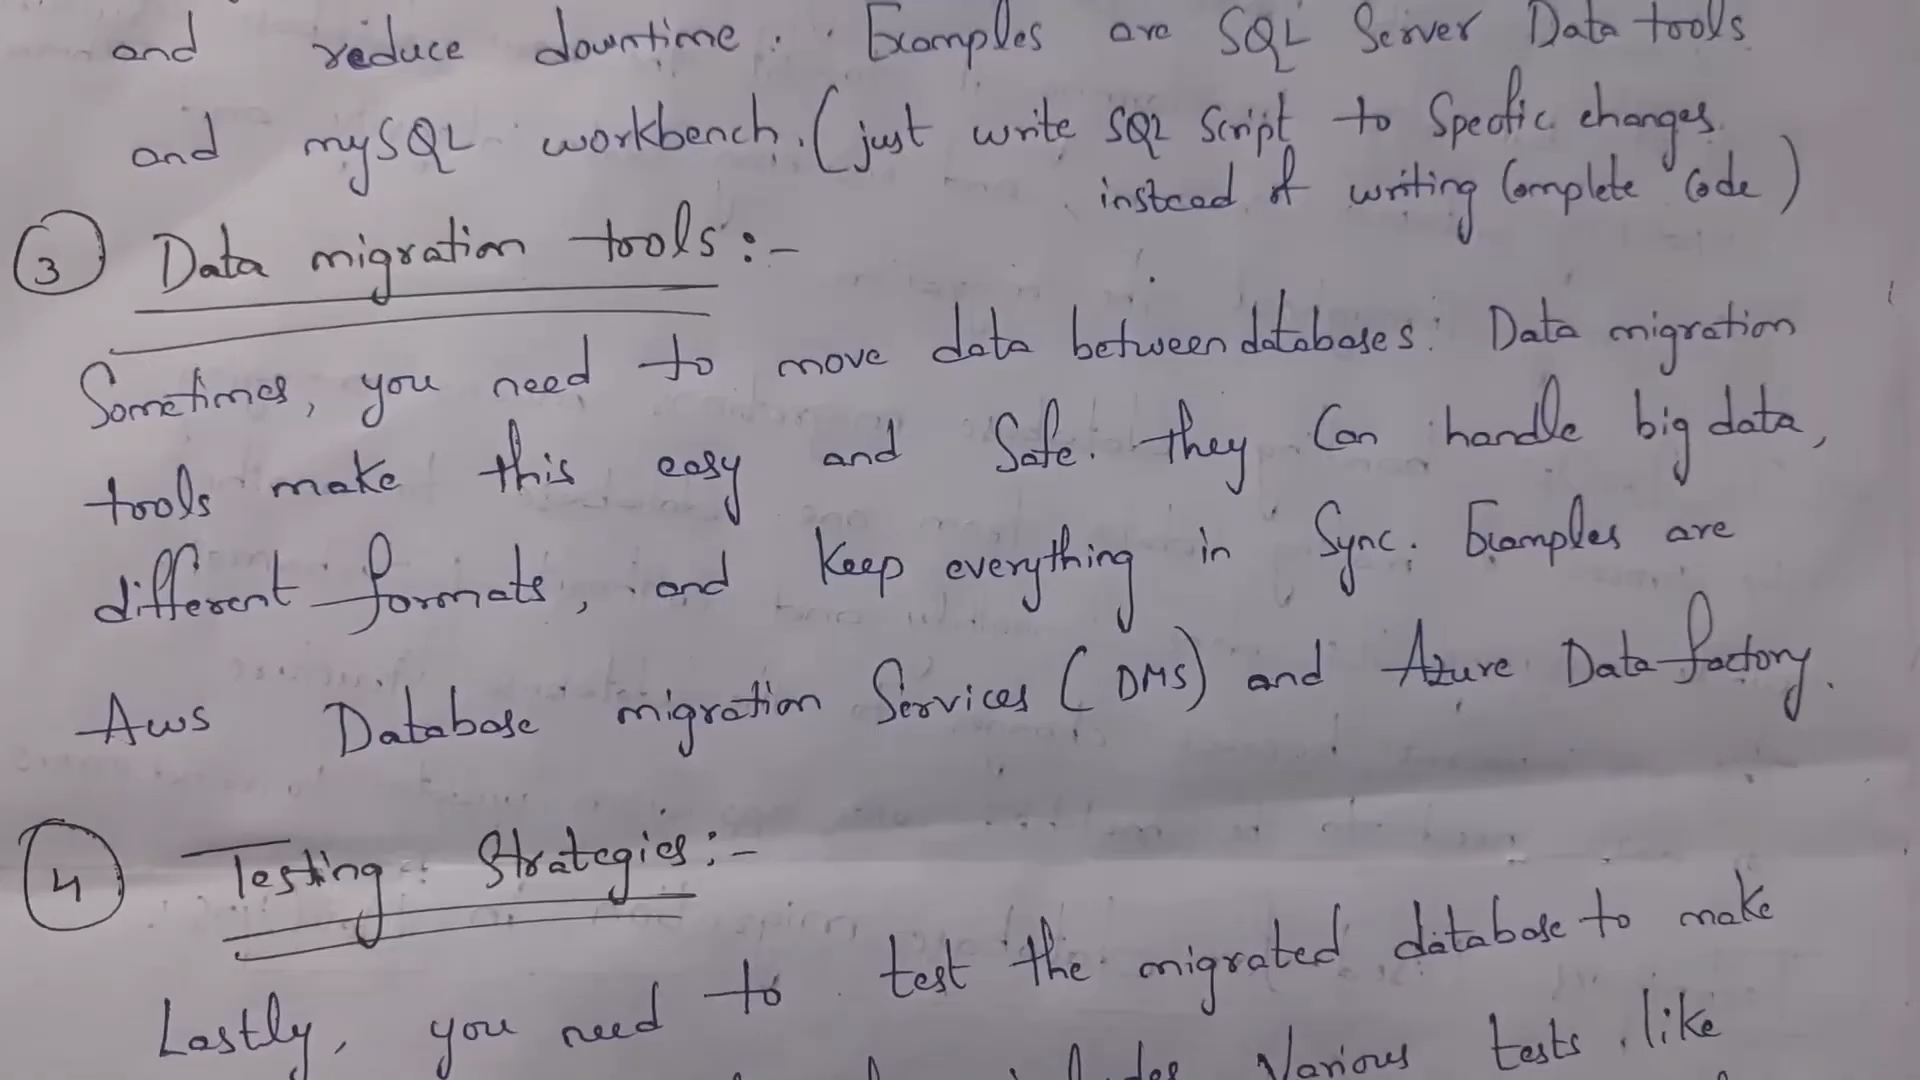 and reduce downtime. Examples are SQL Server Data tools
and mySQL workbench. (just write SQL Script to Specific changes
instead of writing Complete Code)
3 Data migration tools :-
Sometimes, you need to move data between databases. Data migration
tools make this easy and Safe. they Can handle big data,
different formats, and Keep everything in Sync. Examples are
Aws Database migration Services (DMS) and Azure Data factory.
4 Testing Strategies :-
Lastly, you need to test the migrated database to make
Various tests like